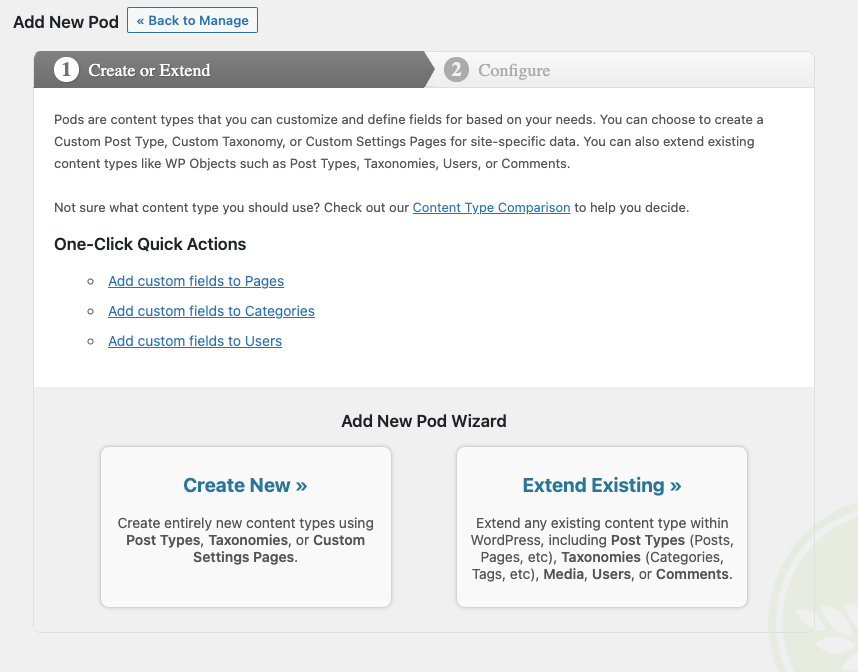 Add New Pod « Back to Manage
1 Create or Extend 2 Configure
Pods are content types that you can customize and define fields for based on your needs. You can choose to create a
Custom Post Type, Custom Taxonomy, or Custom Settings Pages for site-specific data. You can also extend existing
content types like WP Objects such as Post Types, Taxonomies, Users, or Comments.
Not sure what content type you should use? Check out our Content Type Comparison to help you decide.
One-Click Quick Actions
Add custom fields to Pages
Add custom fields to Categories
Add custom fields to Users
Add New Pod Wizard
Create New »
Create entirely new content types using
Post Types, Taxonomies, or Custom
Settings Pages.
Extend Existing »
Extend any existing content type within
WordPress, including Post Types (Posts,
Pages, etc), Taxonomies (Categories,
Tags, etc), Media, Users, or Comments.